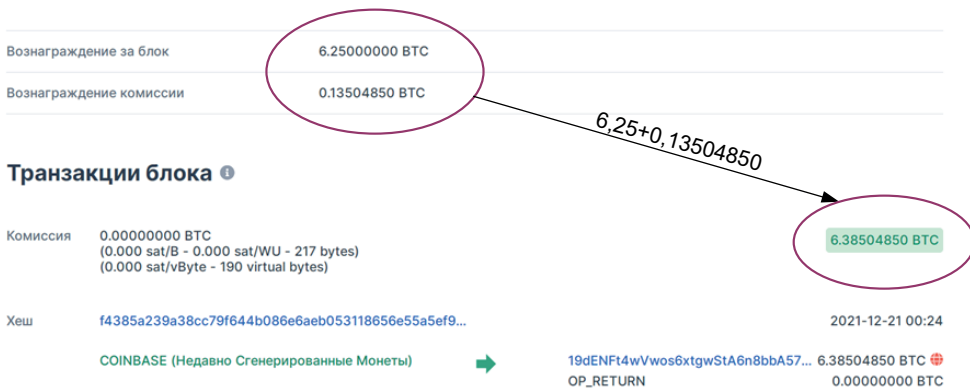 Вознаграждение за блок 6.25000000 BTC
Вознаграждение комиссии 0.13504850 BTC
6,25+0,13504850
Транзакции блока
Комиссия 0.00000000 BTC 6.38504850 BTC
(0.000 sat/B - 0.000 sat/WU - 217 bytes)
(0.000 sat/vByte - 190 virtual bytes)
Хеш f4385a239a38cc79f644b086e6aeb053118656e55a5ef9... 2021-12-21 00:24
COINBASE (Недавно Сгенерированные Монеты) 19dENFt4wVwos6xtgwStA6n8bbA57... 6.38504850 BTC
OP_RETURN 0.00000000 BTC